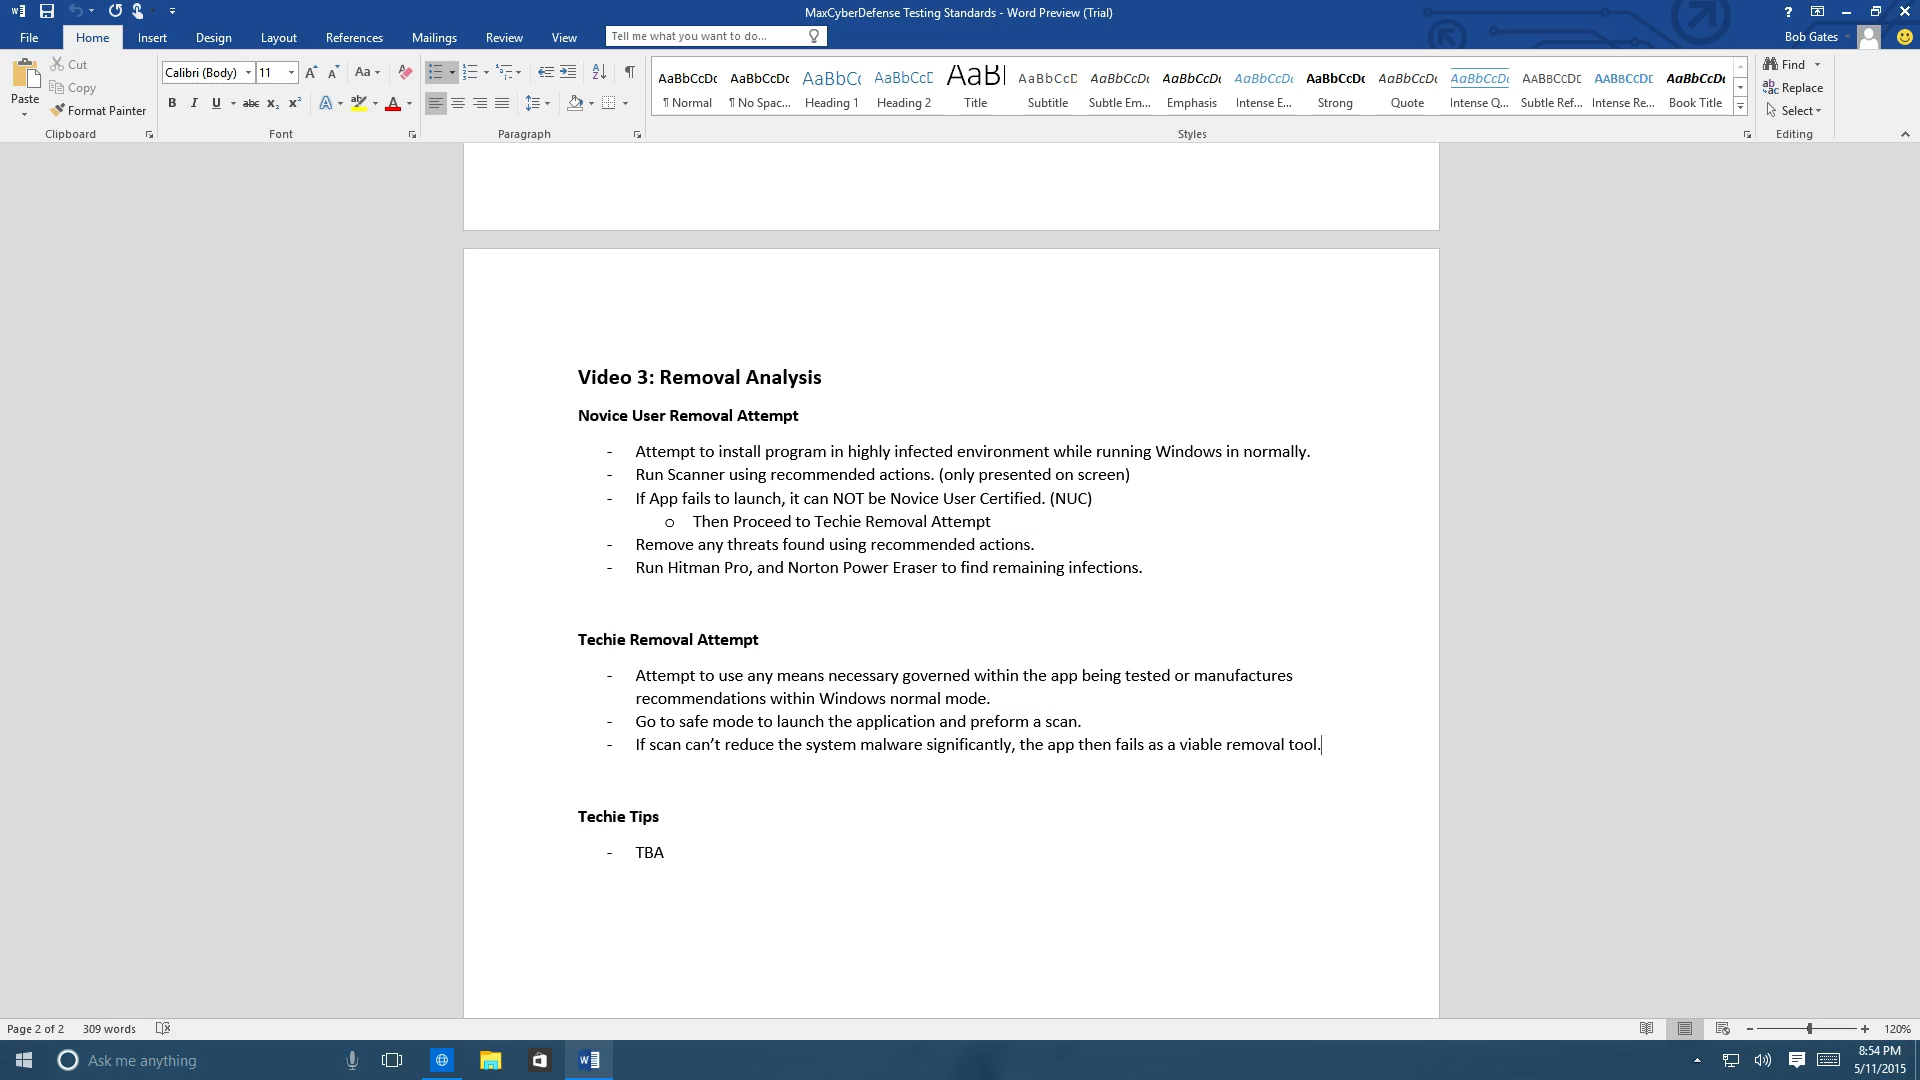 MaxCyberDefense Testing Standards - Word Preview (Trial)
File Home Insert Design Layout References Mailings Review View Tell me what you want to do... Bob Gates
Paste
Cut
Copy
Format Painter
Clipboard
Calibri (Body) 11
Font
Paragraph
AaBbCcDc AaBbCcDc AaBbCc AaBbCcD AaBl AaBbCcD AaBbCcDc AaBbCcDc AaBbCcDc AaBbCcDc AaBbCcDc AaBbCcDc AABBCCDE AABBCCDE AaBbCcDc
¶ Normal ¶ No Spac... Heading 1 Heading 2 Title Subtitle Subtle Em... Emphasis Intense E... Strong Quote Intense Q... Subtle Ref... Intense Re... Book Title
Styles
Find
Replace
Select
Editing
Video 3: Removal Analysis
Novice User Removal Attempt
- Attempt to install program in highly infected environment while running Windows in normally.
- Run Scanner using recommended actions. (only presented on screen)
- If App fails to launch, it can NOT be Novice User Certified. (NUC)
o Then Proceed to Techie Removal Attempt
- Remove any threats found using recommended actions.
- Run Hitman Pro, and Norton Power Eraser to find remaining infections.
Techie Removal Attempt
- Attempt to use any means necessary governed within the app being tested or manufactures
recommendations within Windows normal mode.
- Go to safe mode to launch the application and preform a scan.
- If scan can’t reduce the system malware significantly, the app then fails as a viable removal tool.
Techie Tips
- TBA
Page 2 of 2 309 words 120%
Ask me anything
8:54 PM
5/11/2015